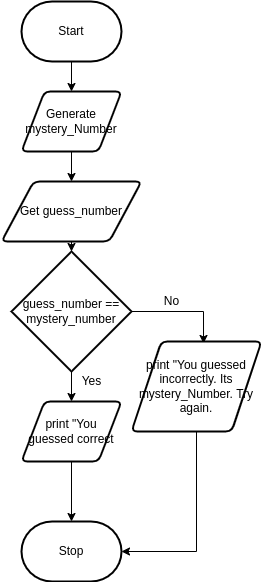 Start
Generate
mystery_Number
Get guess_number
guess_number ==
mystery_number
No
Yes
print "You guessed
incorrectly. Its
mystery_Number. Try
again.
print "You
guessed correct
Stop